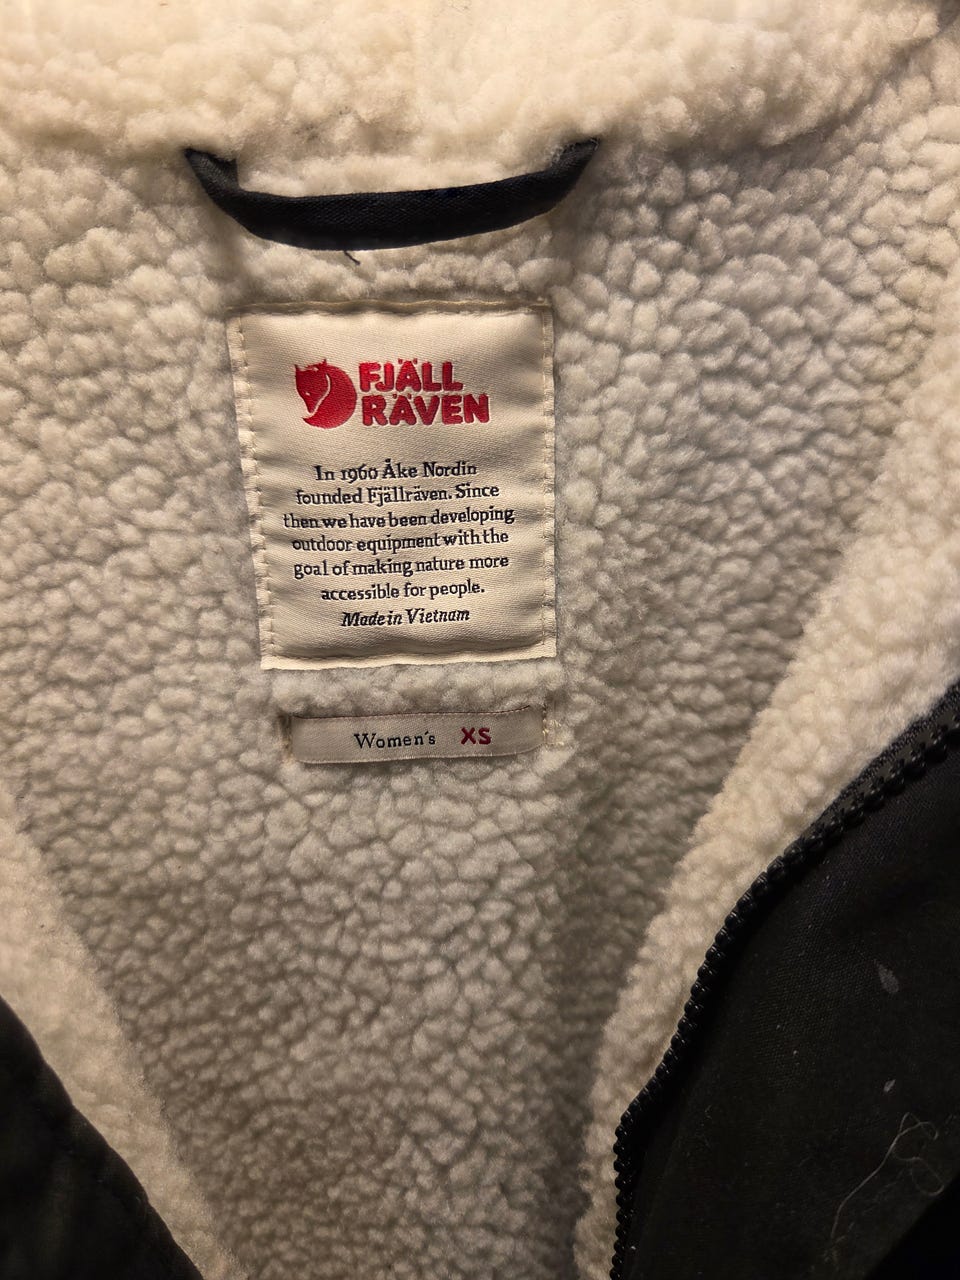 FJÄLL
RÄVEN
In 1960 Åke Nordin
founded Fjällräven. Since
then we have been developing
outdoor equipment with the
goal of making nature more
accessible for people.
Made in Vietnam
Women's XS